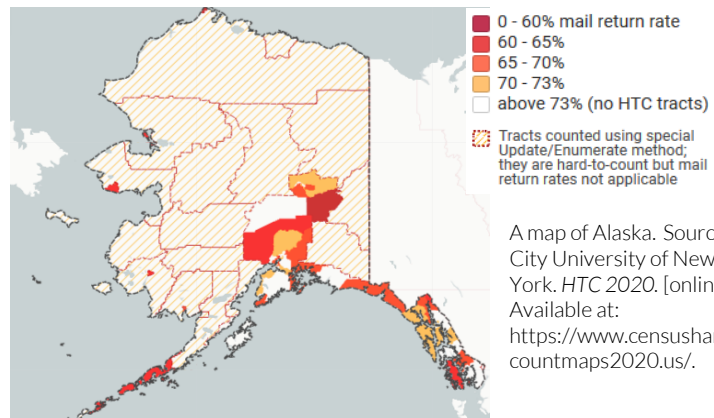 0 - 60% mail return rate
60 - 65%
65 - 70%
70 - 73%
above 73% (no HTC tracts)
Tracts counted using special
Update/Enumerate method;
they are hard-to-count but mail
return rates not applicable
A map of Alaska. Sourc
City University of New
York. HTC 2020. [onlin
Available at:
https://www.censushar
countmaps2020.us/.